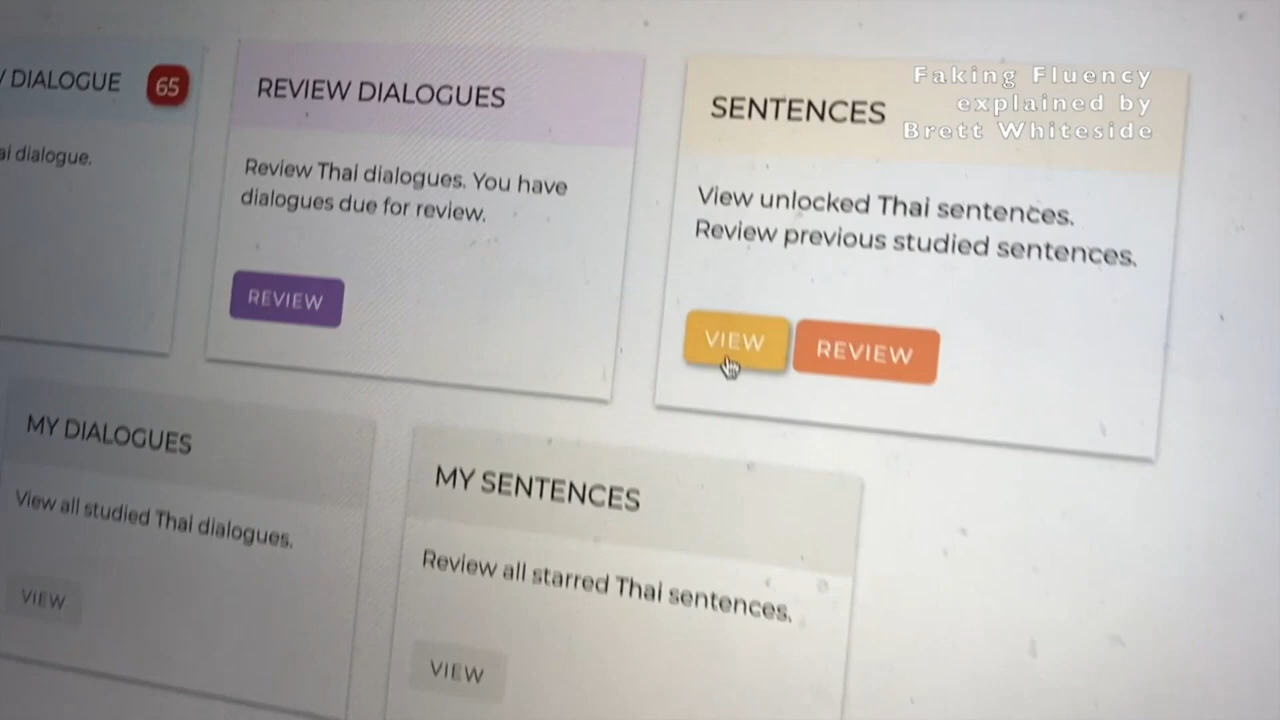 DIALOGUE
65
dialogue.
REVIEW DIALOGUES
Review Thai dialogues. You have
dialogues due for review.
REVIEW
SENTENCES
View unlocked Thai sentences.
Review previous studied sentences.
VIEW
REVIEW
Faking Fluency
explained by
Brett Whiteside
MY DIALOGUES
View all studied Thai dialogues.
VIEW
MY SENTENCES
Review all starred Thai sentences.
VIEW